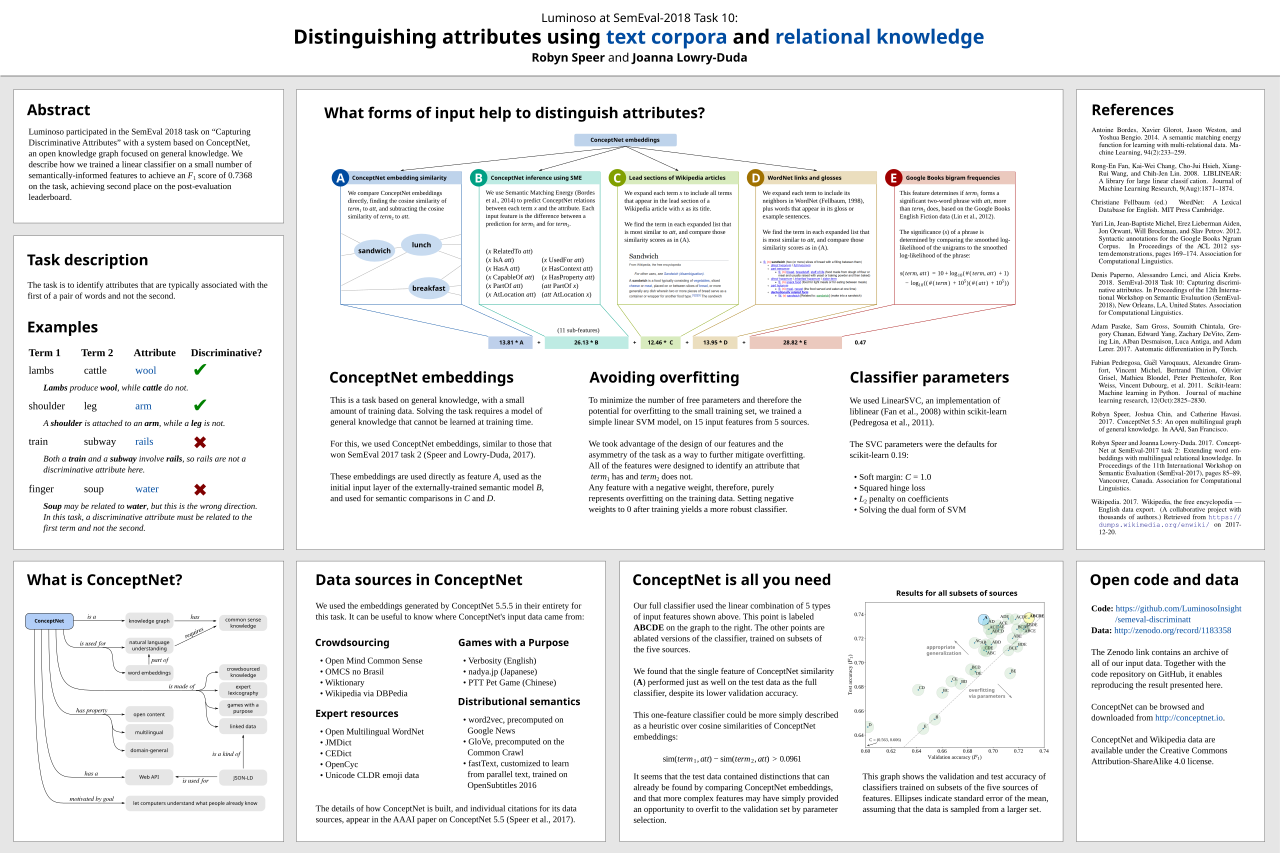 Luminoso at SemEval-2018 Task 10:
Distinguishing attributes using text corpora and relational knowledge
Robyn Speer and Joanna Lowry-Duda
Abstract
Luminoso participated in the SemEval 2018 task on “Capturing
Discriminative Attributes” with a system based on ConceptNet,
an open knowledge graph focused on general knowledge. We
describe how we trained a linear classifier on a small number of
semantically-informed features to achieve an F₁ score of 0.7368
on the task, achieving second place on the post-evaluation
leaderboard.
Task description
The task is to identify attributes that are typically associated with the
first of a pair of words and not the second.
Examples
Term 1 Term 2 Attribute Discriminative?
lambs cattle wool ✔
Lambs produce wool, while cattle do not.
shoulder leg arm ✔
A shoulder is attached to an arm, while a leg is not.
train subway rails ✖
Both a train and a subway involve rails, so rails are not a
discriminative attribute here.
finger soup water ✖
Soup may be related to water, but this is the wrong direction.
In this task, a discriminative attribute must be related to the
first term and not the second.
What forms of input help to distinguish attributes?
ConceptNet embeddings
A ConceptNet embedding similarity
We compare ConceptNet embeddings
directly, finding the cosine similarity of
term₁ to att, and subtracting the cosine
similarity of term₂ to att.
sandwich
lunch
breakfast
B ConceptNet inference using SME
We use Semantic Matching Energy (Bordes
et al., 2014) to predict ConceptNet relations
between each term x and the attribute. Each
input feature is the difference between a
prediction for term₁ and for term₂.
(x RelatedTo att)
(x IsA att) (x UsedFor att)
(x HasA att) (x HasContext att)
(x CapableOf att) (x HasProperty att)
(x PartOf att) (att PartOf x)
(x AtLocation att) (att AtLocation x)
C Lead sections of Wikipedia articles
We expand each term x to include all terms
that appear in the lead section of a
Wikipedia article with x as its title.
We find the term in each expanded list that
is most similar to att, and compare those
similarity scores as in (A).
Sandwich
From Wikipedia, the free encyclopedia
For other uses, see Sandwich (disambiguation).
D WordNet links and glosses
We expand each term to include its
neighbors in WordNet (Fellbaum, 1998),
plus words that appear in its gloss or
example sentences.
We find the term in each expanded list that
is most similar to att, and compare those
similarity scores as in (A).
E Google Books bigram frequencies
This feature determines if term₁ forms a
significant two-word phrase with att, more
than term₂ does, based on the Google Books
English Fiction data (Lin et al., 2012).
The significance (s) of a phrase is
determined by comparing the smoothed log-
likelihood of the unigrams to the smoothed
log-likelihood of the phrase:
s(term, att) = 10 + log₁₀(#(term, att) + 1)
− log₁₀((#(term) + 10⁵)(#(att) + 10⁵))
(11 sub-features)
13.81 * A + 26.13 * B + 12.46 * C + 13.95 * D + 28.82 * E 0.47
ConceptNet embeddings
This is a task based on general knowledge, with a small
amount of training data. Solving the task requires a model of
general knowledge that cannot be learned at training time.
For this, we used ConceptNet embeddings, similar to those that
won SemEval 2017 task 2 (Speer and Lowry-Duda, 2017).
These embeddings are used directly as feature A, used as the
initial input layer of the externally-trained semantic model B,
and used for semantic comparisons in C and D.
Avoiding overfitting
To minimize the number of free parameters and therefore the
potential for overfitting to the small training set, we trained a
simple linear SVM model, on 15 input features from 5 sources.
We took advantage of the design of our features and the
asymmetry of the task as a way to further mitigate overfitting.
All of the features were designed to identify an attribute that
term₁ has and term₂ does not.
Any feature with a negative weight, therefore, purely
represents overfitting on the training data. Setting negative
weights to 0 after training yields a more robust classifier.
Classifier parameters
We used LinearSVC, an implementation of
liblinear (Fan et al., 2008) within scikit-learn
(Pedregosa et al., 2011).
The SVC parameters were the defaults for
scikit-learn 0.19:
• Soft margin: C = 1.0
• Squared hinge loss
• L₂ penalty on coefficients
• Solving the dual form of SVM
References
Antoine Bordes, Xavier Glorot, Jason Weston, and
Yoshua Bengio. 2014. A semantic matching energy
function for learning with multi-relational data. Ma-
chine Learning, 94(2):233–259.
Rong-En Fan, Kai-Wei Chang, Cho-Jui Hsieh, Xiang-
Rui Wang, and Chih-Jen Lin. 2008. LIBLINEAR:
A library for large linear classification. Journal of
Machine Learning Research, 9(Aug):1871–1874.
Christiane Fellbaum (ed.) WordNet: A Lexical
Database for English. MIT Press Cambridge.
Yuri Lin, Jean-Baptiste Michel, Erez Lieberman Aiden,
Jon Orwant, Will Brockman, and Slav Petrov. 2012.
Syntactic annotations for the Google Books Ngram
Corpus. In Proceedings of the ACL 2012 sys-
tem demonstrations, pages 169–174. Association for
Computational Linguistics.
Denis Paperno, Alessandro Lenci, and Alicia Krebs.
2018. SemEval-2018 Task 10: Capturing discrimi-
native attributes. In Proceedings of the 12th Interna-
tional Workshop on Semantic Evaluation (SemEval-
2018), New Orleans, LA, United States. Association
for Computational Linguistics.
Adam Paszke, Sam Gross, Soumith Chintala, Gre-
gory Chanan, Edward Yang, Zachary DeVito, Zem-
ing Lin, Alban Desmaison, Luca Antiga, and Adam
Lerer. 2017. Automatic differentiation in PyTorch.
Fabian Pedregosa, Gaël Varoquaux, Alexandre Gram-
fort, Vincent Michel, Bertrand Thirion, Olivier
Grisel, Mathieu Blondel, Peter Prettenhofer, Ron
Weiss, Vincent Dubourg, et al. 2011. Scikit-learn:
Machine learning in Python. Journal of machine
learning research, 12(Oct):2825–2830.
Robyn Speer, Joshua Chin, and Catherine Havasi.
2017. ConceptNet 5.5: An open multilingual graph
of general knowledge. In AAAI, San Francisco.
Robyn Speer and Joanna Lowry-Duda. 2017. Concept-
Net at SemEval-2017 task 2: Extending word em-
beddings with multilingual relational knowledge. In
Proceedings of the 11th International Workshop on
Semantic Evaluation (SemEval-2017), pages 85–89,
Vancouver, Canada. Association for Computational
Linguistics.
Wikipedia. 2017. Wikipedia, the free encyclopedia —
English data export. (A collaborative project with
thousands of authors.) Retrieved from https://
dumps.wikimedia.org/enwiki/ on 2017-
12-20.
What is ConceptNet?
ConceptNet
is a
knowledge graph
has
common sense
knowledge
is used for
natural language
understanding
requires
part of
word embeddings
is made of
crowdsourced
knowledge
expert
lexicography
games with a
purpose
linked data
has property
open content
multilingual
domain-general
is a kind of
has a
Web API
is used for
JSON-LD
motivated by goal
let computers understand what people already know
Data sources in ConceptNet
We used the embeddings generated by ConceptNet 5.5.5 in their entirety for
this task. It can be useful to know where ConceptNet's input data came from:
Crowdsourcing
• Open Mind Common Sense
• OMCS no Brasil
• Wiktionary
• Wikipedia via DBPedia
Expert resources
• Open Multilingual WordNet
• JMDict
• CEDict
• OpenCyc
• Unicode CLDR emoji data
Games with a Purpose
• Verbosity (English)
• nadya.jp (Japanese)
• PTT Pet Game (Chinese)
Distributional semantics
• word2vec, precomputed on
Google News
• GloVe, precomputed on the
Common Crawl
• fastText, customized to learn
from parallel text, trained on
OpenSubtitles 2016
The details of how ConceptNet is built, and individual citations for its data
sources, appear in the AAAI paper on ConceptNet 5.5 (Speer et al., 2017).
ConceptNet is all you need
Our full classifier used the linear combination of 5 types
of input features shown above. This point is labeled
ABCDE on the graph to the right. The other points are
ablated versions of the classifier, trained on subsets of
the five sources.
We found that the single feature of ConceptNet similarity
(A) performed just as well on the test data as the full
classifier, despite its lower validation accuracy.
This one-feature classifier could be more simply described
as a heuristic over cosine similarities of ConceptNet
embeddings:
sim(term₁, att) − sim(term₂, att) > 0.0961
It seems that the test data contained distinctions that can
already be found by comparing ConceptNet embeddings,
and that more complex features may have simply provided
an opportunity to overfit to the validation set by parameter
selection.
Results for all subsets of sources
Test accuracy (F₁)
0.74
0.72
0.70
0.68
0.66
0.64
appropriate
generalization
overfitting
via parameters
ABCDE
0.60 0.62 0.64 0.66 0.68 0.70 0.72 0.74
Validation accuracy (F₁)
This graph shows the validation and test accuracy of
classifiers trained on subsets of the five sources of
features. Ellipses indicate standard error of the mean,
assuming that the data is sampled from a larger set.
Open code and data
Code: https://github.com/LuminosoInsight
/semeval-discriminatt
Data: http://zenodo.org/record/1183358
The Zenodo link contains an archive of
all of our input data. Together with the
code repository on GitHub, it enables
reproducing the result presented here.
ConceptNet can be browsed and
downloaded from http://conceptnet.io.
ConceptNet and Wikipedia data are
available under the Creative Commons
Attribution-ShareAlike 4.0 license.